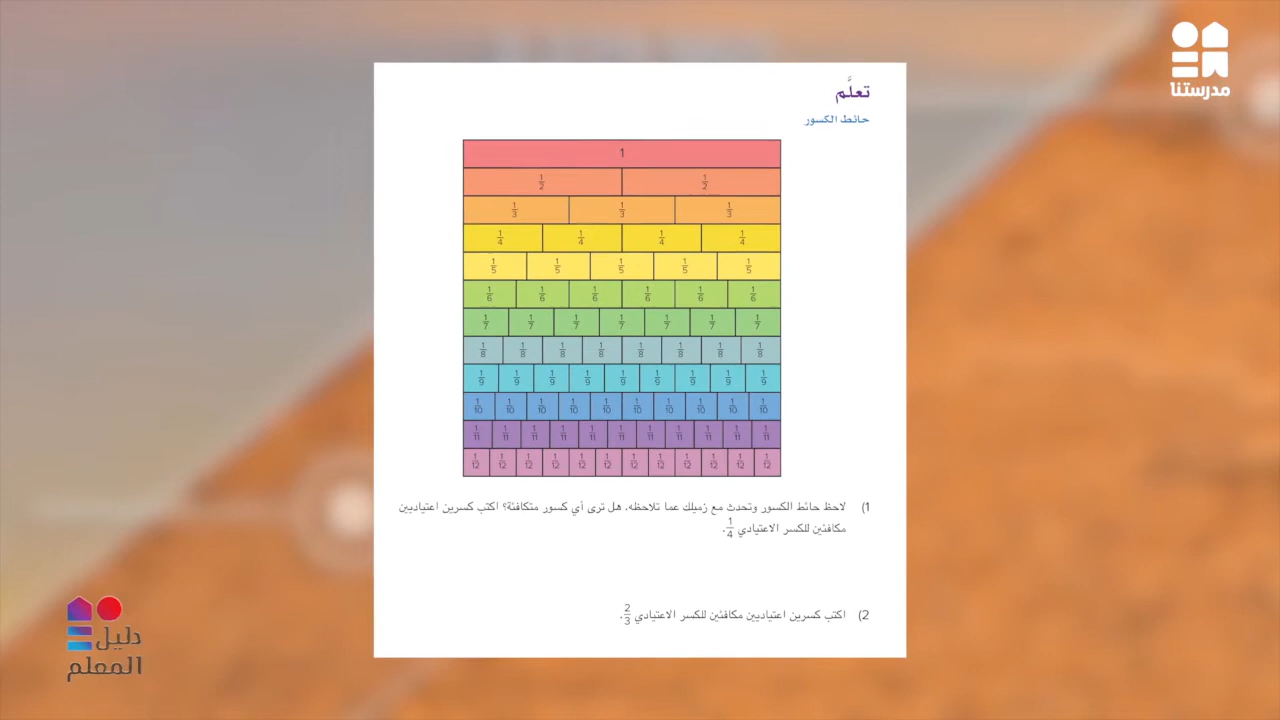 مدرستنا
تعلَّم
حائط الكسور
1
1/2 1/2
1/3 1/3 1/3
1/4 1/4 1/4 1/4
1/5 1/5 1/5 1/5 1/5
1/6 1/6 1/6 1/6 1/6 1/6
1/7 1/7 1/7 1/7 1/7 1/7 1/7
1/8 1/8 1/8 1/8 1/8 1/8 1/8 1/8
1/9 1/9 1/9 1/9 1/9 1/9 1/9 1/9 1/9
1/10 1/10 1/10 1/10 1/10 1/10 1/10 1/10 1/10 1/10
1/11 1/11 1/11 1/11 1/11 1/11 1/11 1/11 1/11 1/11 1/11
1/12 1/12 1/12 1/12 1/12 1/12 1/12 1/12 1/12 1/12 1/12 1/12
1) لاحظ حائط الكسور وتحدث مع زميلك عما تلاحظه. هل ترى أي كسور متكافئة؟ اكتب كسرين اعتياديين
مكافئين للكسر الاعتيادي 1/4.
2) اكتب كسرين اعتياديين مكافئين للكسر الاعتيادي 2/3.
دليل
المعلم